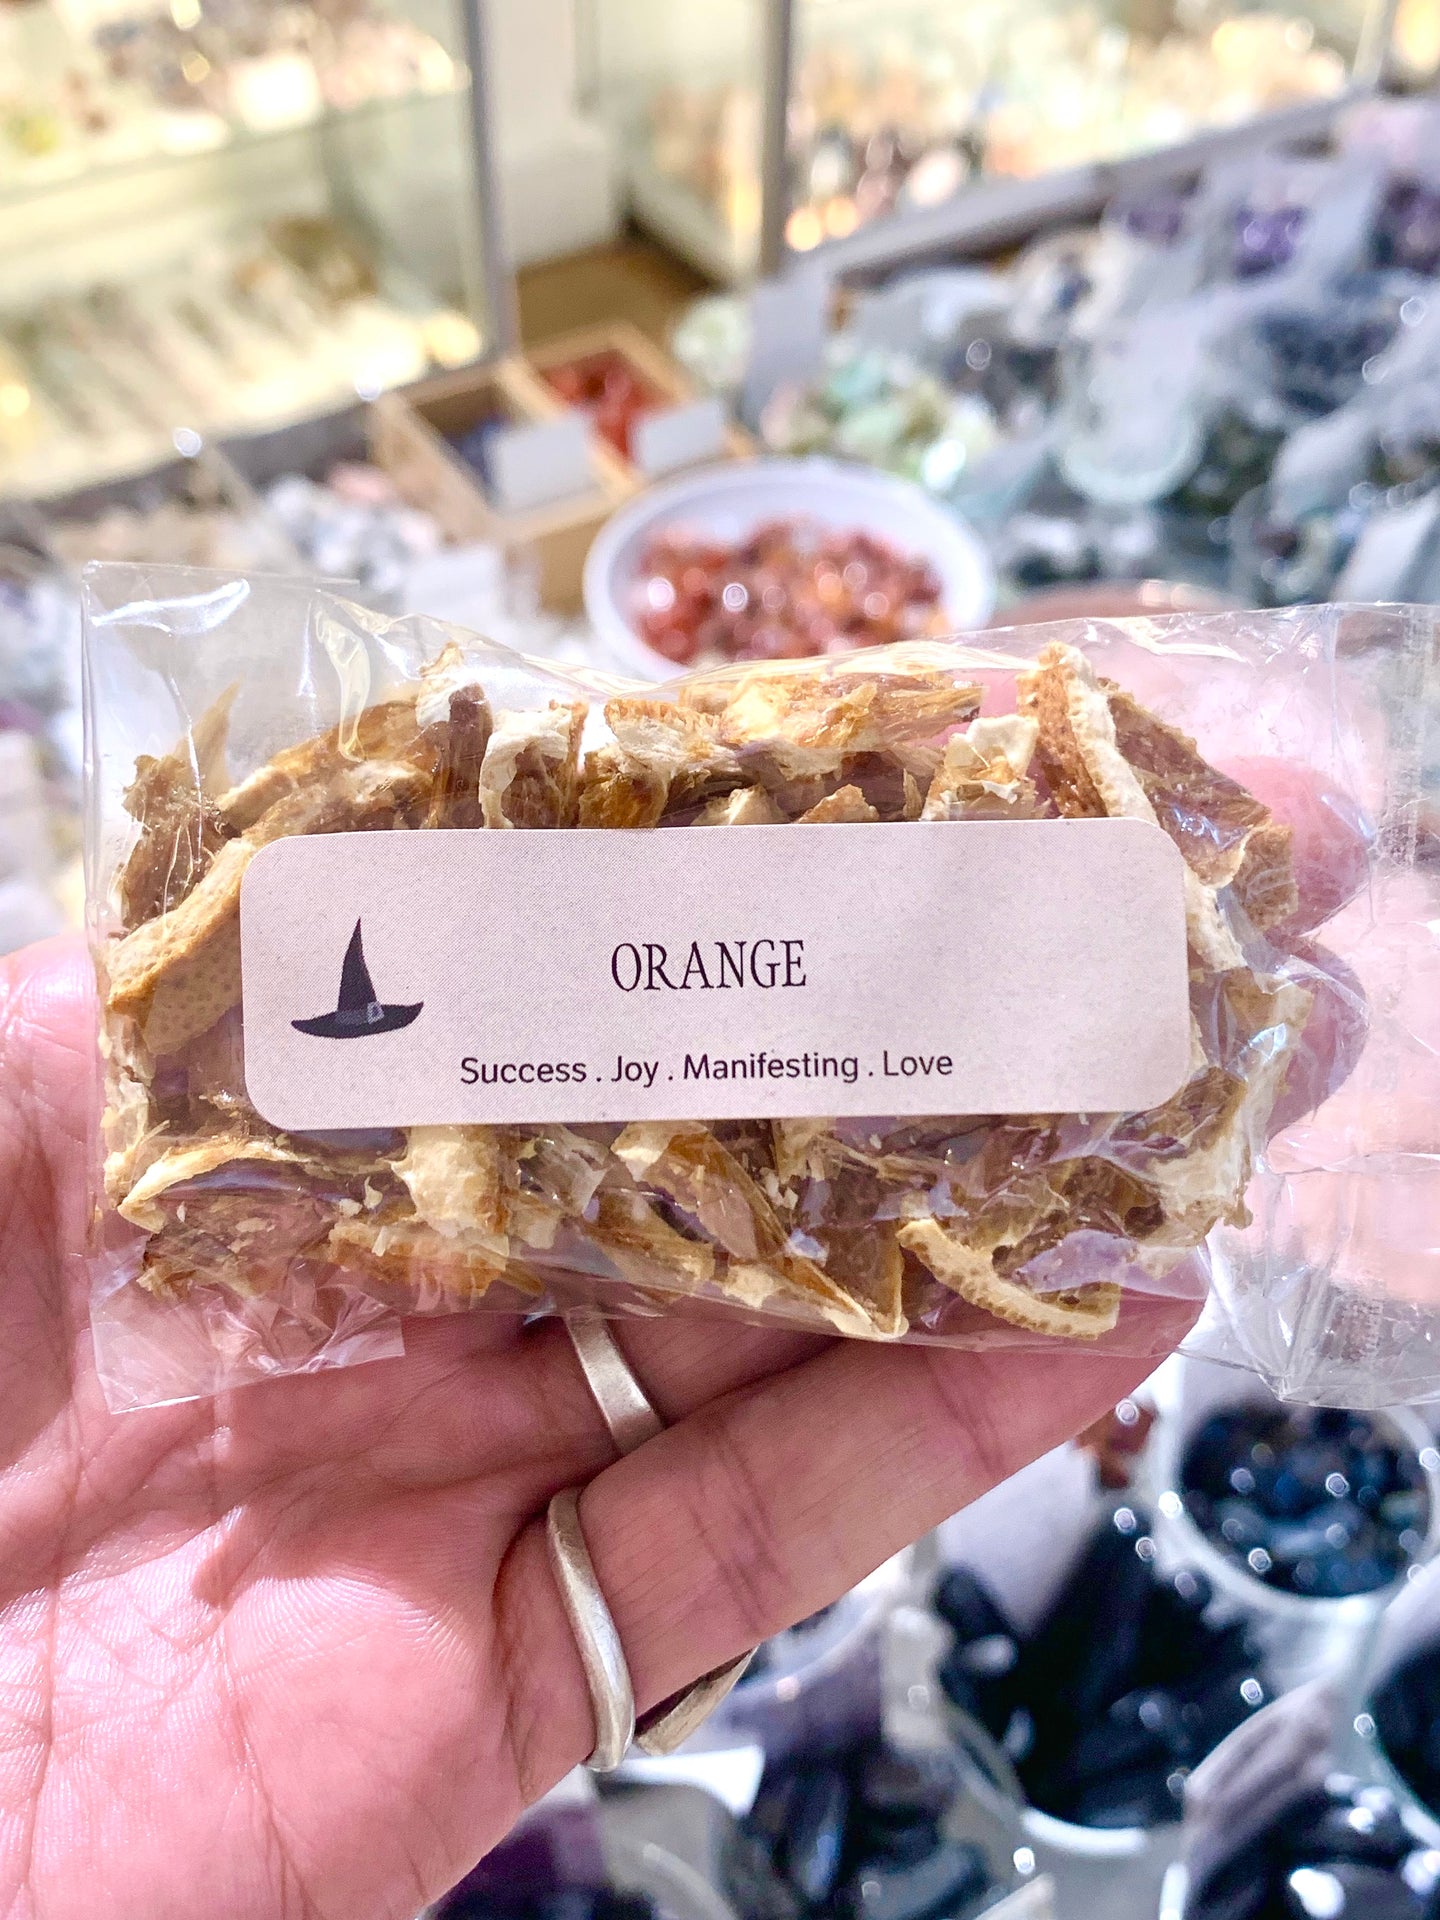 ORANGE
Success . Joy . Manifesting . Love